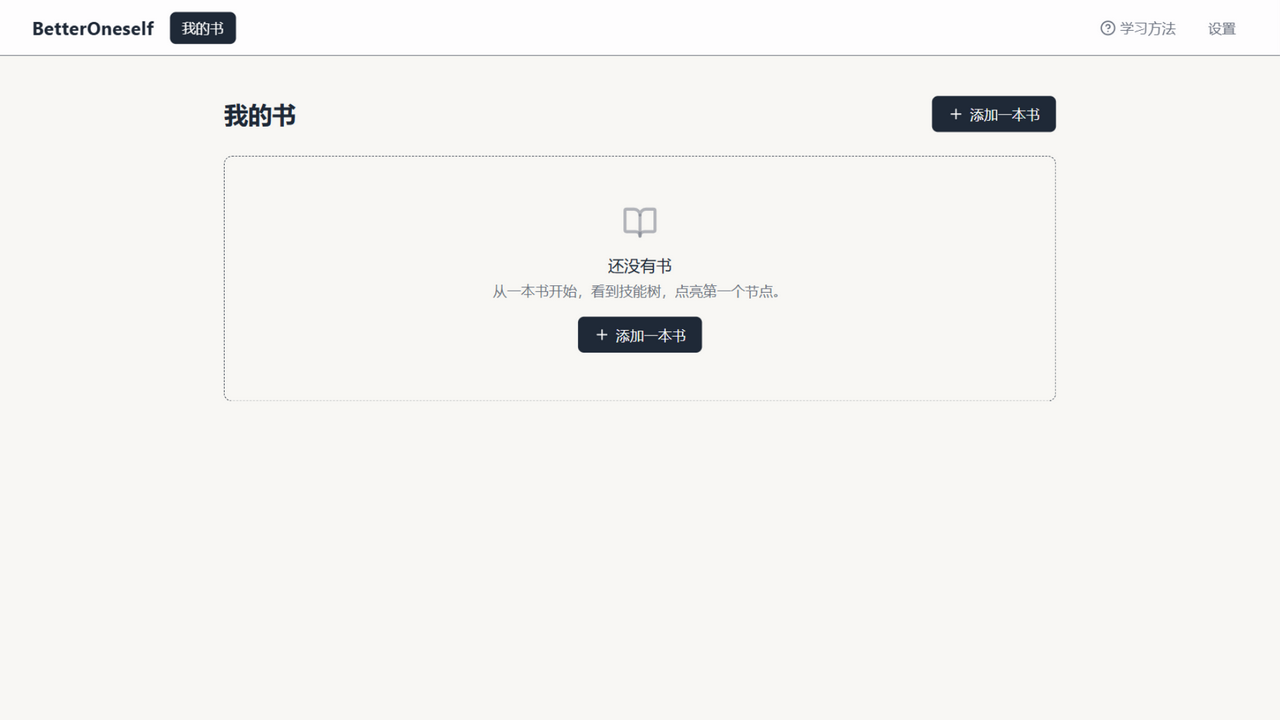 BetterOneself 我的书 学习方法 设置
我的书 + 添加一本书
还没有书
从一本书开始，看到技能树，点亮第一个节点。
+ 添加一本书